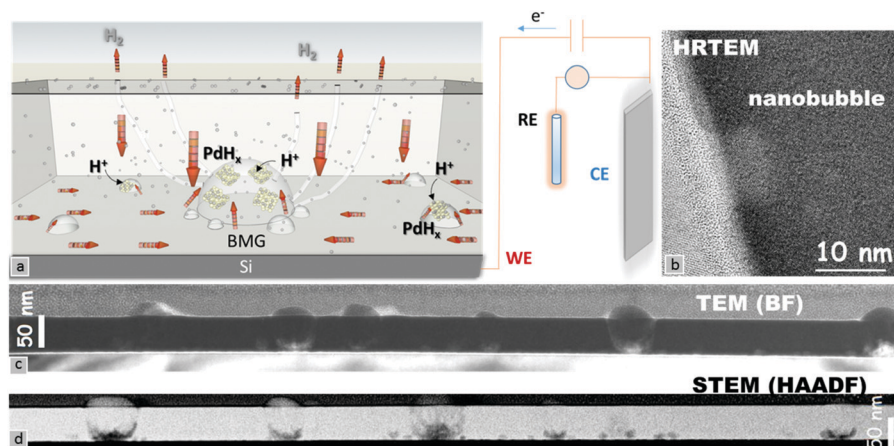 H2
H2
e-
RE
CE
WE
H+
PdHx
H+
H+
PdHx
BMG
Si
a
HRTEM
nanobubble
10 nm
b
50 nm
TEM (BF)
c
STEM (HAADF)
50 nm
d